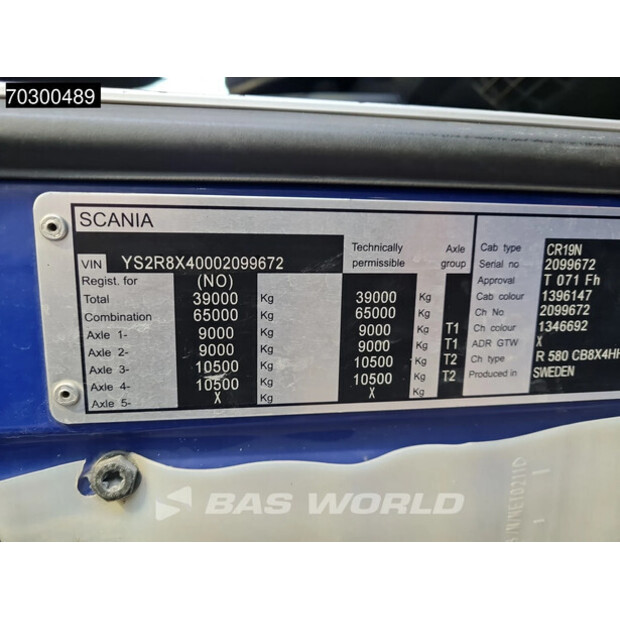 70300489
SCANIA
VIN YS2R8X40002099672
Technically permissible
Axle group
Regist. for (NO)
Total 39000 Kg 39000 Kg
Combination 65000 Kg 65000 Kg
Axle 1- 9000 Kg 9000 Kg T1
Axle 2- 9000 Kg 9000 Kg T1
Axle 3- 10500 Kg 10500 Kg T2
Axle 4- 10500 Kg 10500 Kg T2
Axle 5- X Kg X Kg
Cab type CR19N
Serial no 2099672
Approval T 071 Fh
Cab colour 1396147
Ch No 2099672
Ch colour 1346692
ADR GTW X
Ch type R 580 CB8X4HH
Produced in SWEDEN
BAS WORLD